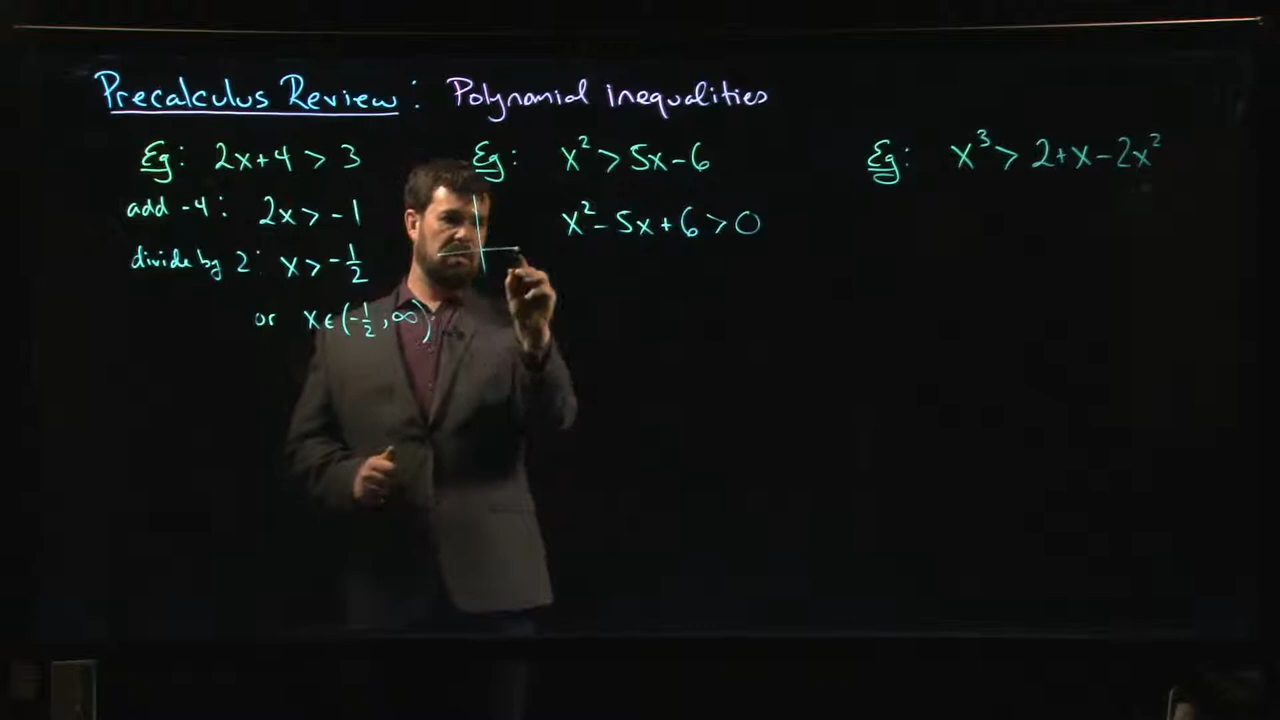 Precalculus Review: Polynomial inequalities
Eg: 2x+4 > 3
add -4: 2x > -1
divide by 2: x > -1/2
or x ∈ (-1/2, ∞)
Eg: x² > 5x-6
x² - 5x + 6 > 0
Eg: x³ > 2+x-2x²